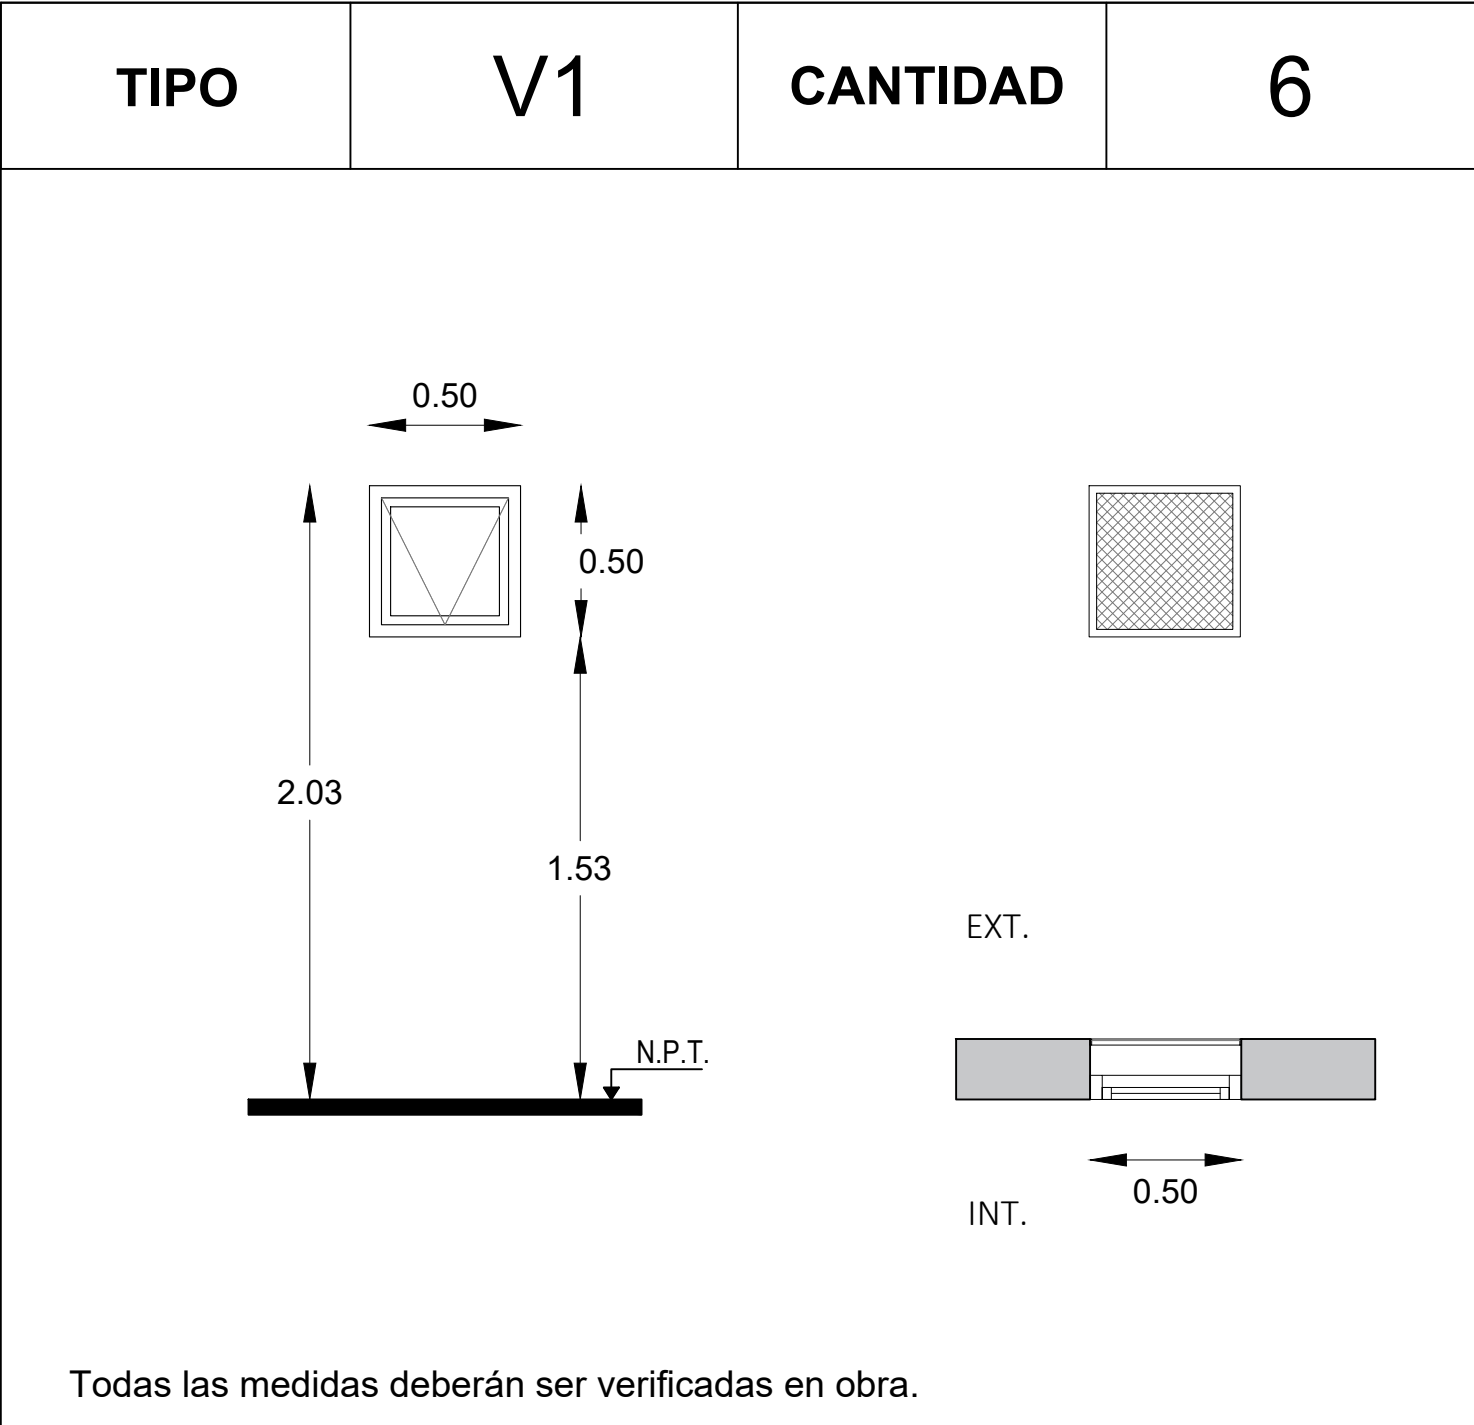 TIPO V1 CANTIDAD 6
0.50
0.50
2.03
1.53
EXT.
N.P.T.
0.50
INT.
Todas las medidas deberán ser verificadas en obra.